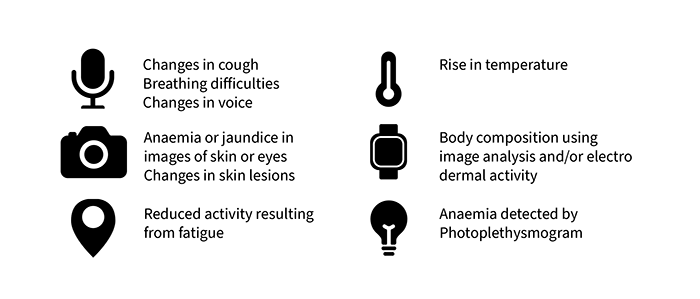 Changes in cough
Breathing difficulties
Changes in voice
Rise in temperature
Anaemia or jaundice in
images of skin or eyes
Changes in skin lesions
Body composition using
image analysis and/or electro
dermal activity
Reduced activity resulting
from fatigue
Anaemia detected by
Photoplethysmogram